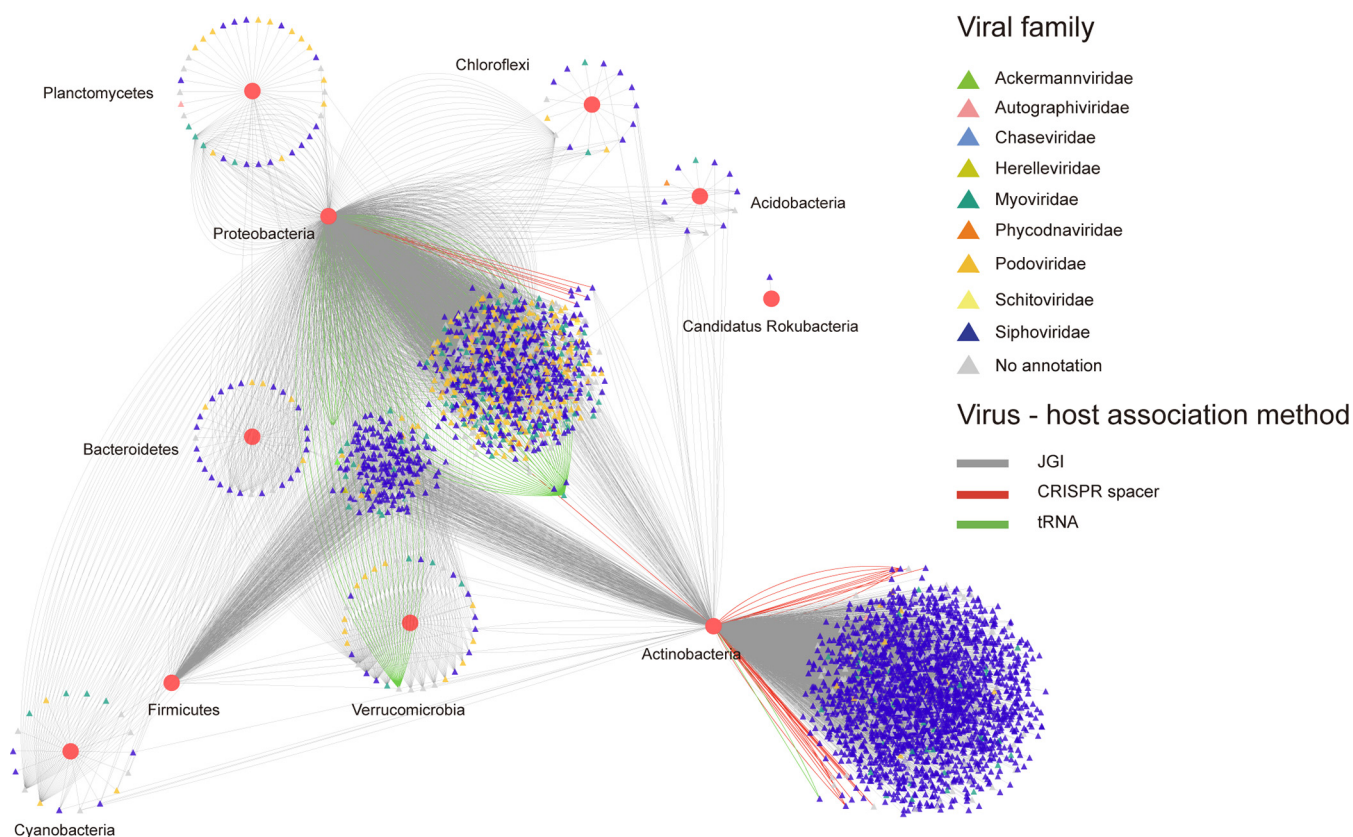 Viral family
Chloroflexi
Planctomycetes
Ackermannviridae
Autographiviridae
Chaseviridae
Herelleviridae
Myoviridae
Acidobacteria
Phycodnaviridae
Proteobacteria
Podoviridae
Schitoviridae
Candidatus Rokubacteria
Siphoviridae
No annotation
Virus - host association method
Bacteroidetes
JGI
CRISPR spacer
tRNA
Actinobacteria
Firmicutes
Verrucomicrobia
Cyanobacteria